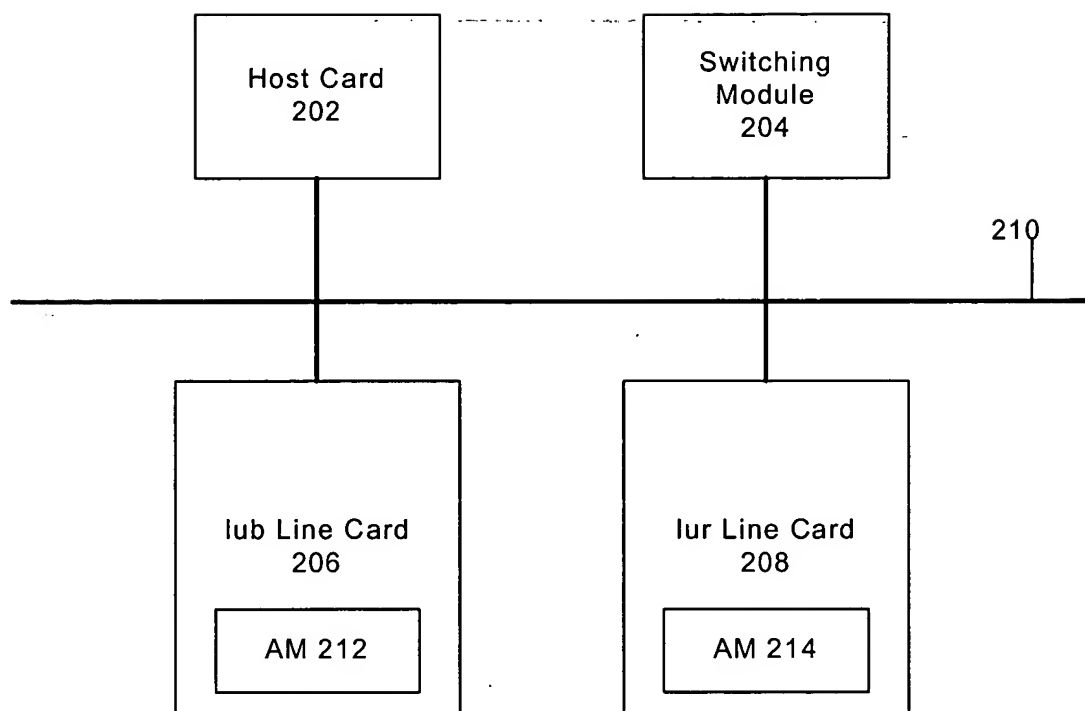 Host Card
202
Switching
Module
204
210
Iub Line Card
206
Iur Line Card
208
AM 212
AM 214